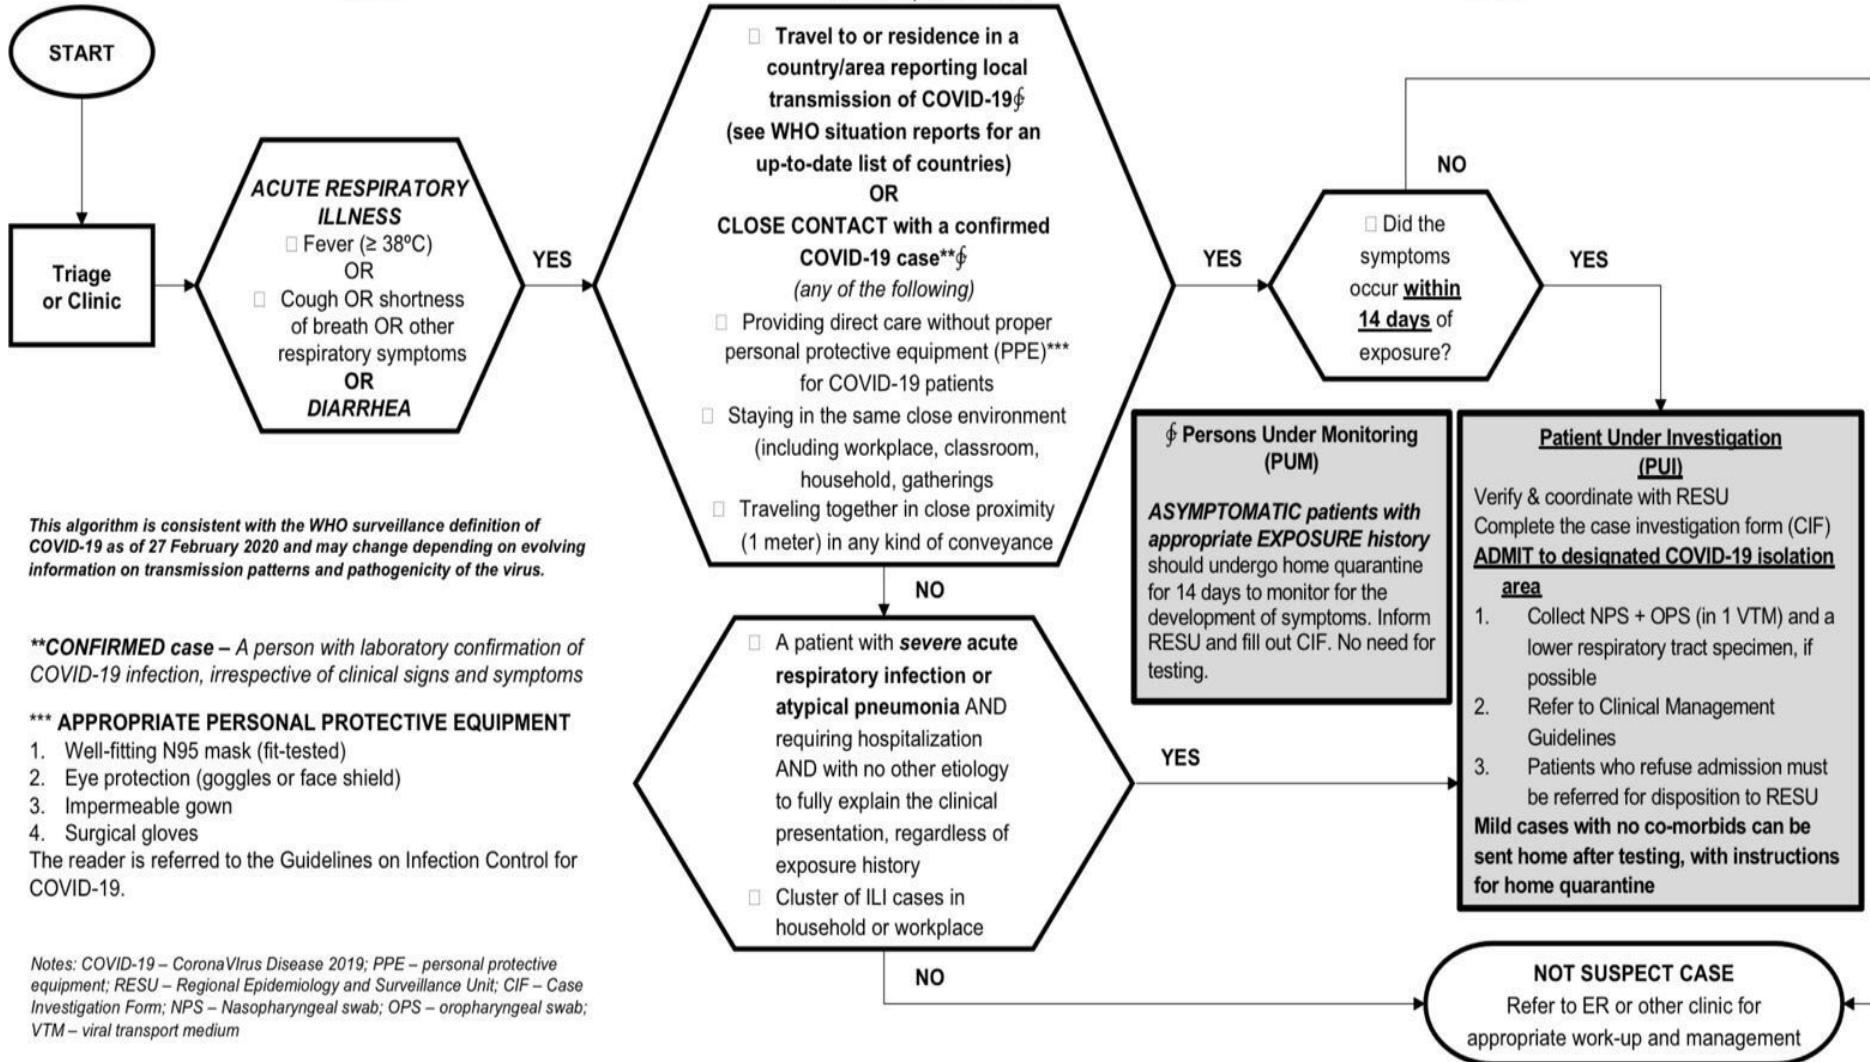 START
Triage
or Clinic
ACUTE RESPIRATORY
ILLNESS
Fever (≥ 38ºC)
OR
Cough OR shortness
of breath OR other
respiratory symptoms
OR
DIARRHEA
YES
Travel to or residence in a
country/area reporting local
transmission of COVID-19∮
(see WHO situation reports for an
up-to-date list of countries)
OR
CLOSE CONTACT with a confirmed
COVID-19 case**∮
(any of the following)
Providing direct care without proper
personal protective equipment (PPE)***
for COVID-19 patients
Staying in the same close environment
(including workplace, classroom,
household, gatherings
Traveling together in close proximity
(1 meter) in any kind of conveyance
YES
NO
Did the
symptoms
occur within
14 days of
exposure?
NO
YES
∮ Persons Under Monitoring
(PUM)
ASYMPTOMATIC patients with
appropriate EXPOSURE history
should undergo home quarantine
for 14 days to monitor for the
development of symptoms. Inform
RESU and fill out CIF. No need for
testing.
Patient Under Investigation
(PUI)
Verify & coordinate with RESU
Complete the case investigation form (CIF)
ADMIT to designated COVID-19 isolation
area
1. Collect NPS + OPS (in 1 VTM) and a
lower respiratory tract specimen, if
possible
2. Refer to Clinical Management
Guidelines
3. Patients who refuse admission must
be referred for disposition to RESU
Mild cases with no co-morbids can be
sent home after testing, with instructions
for home quarantine
A patient with severe acute
respiratory infection or
atypical pneumonia AND
requiring hospitalization
AND with no other etiology
to fully explain the clinical
presentation, regardless of
exposure history
Cluster of ILI cases in
household or workplace
YES
NO
NOT SUSPECT CASE
Refer to ER or other clinic for
appropriate work-up and management
This algorithm is consistent with the WHO surveillance definition of
COVID-19 as of 27 February 2020 and may change depending on evolving
information on transmission patterns and pathogenicity of the virus.
**CONFIRMED case – A person with laboratory confirmation of
COVID-19 infection, irrespective of clinical signs and symptoms
*** APPROPRIATE PERSONAL PROTECTIVE EQUIPMENT
1. Well-fitting N95 mask (fit-tested)
2. Eye protection (goggles or face shield)
3. Impermeable gown
4. Surgical gloves
The reader is referred to the Guidelines on Infection Control for
COVID-19.
Notes: COVID-19 – CoronaVIrus Disease 2019; PPE – personal protective
equipment; RESU – Regional Epidemiology and Surveillance Unit; CIF – Case
Investigation Form; NPS – Nasopharyngeal swab; OPS – oropharyngeal swab;
VTM – viral transport medium